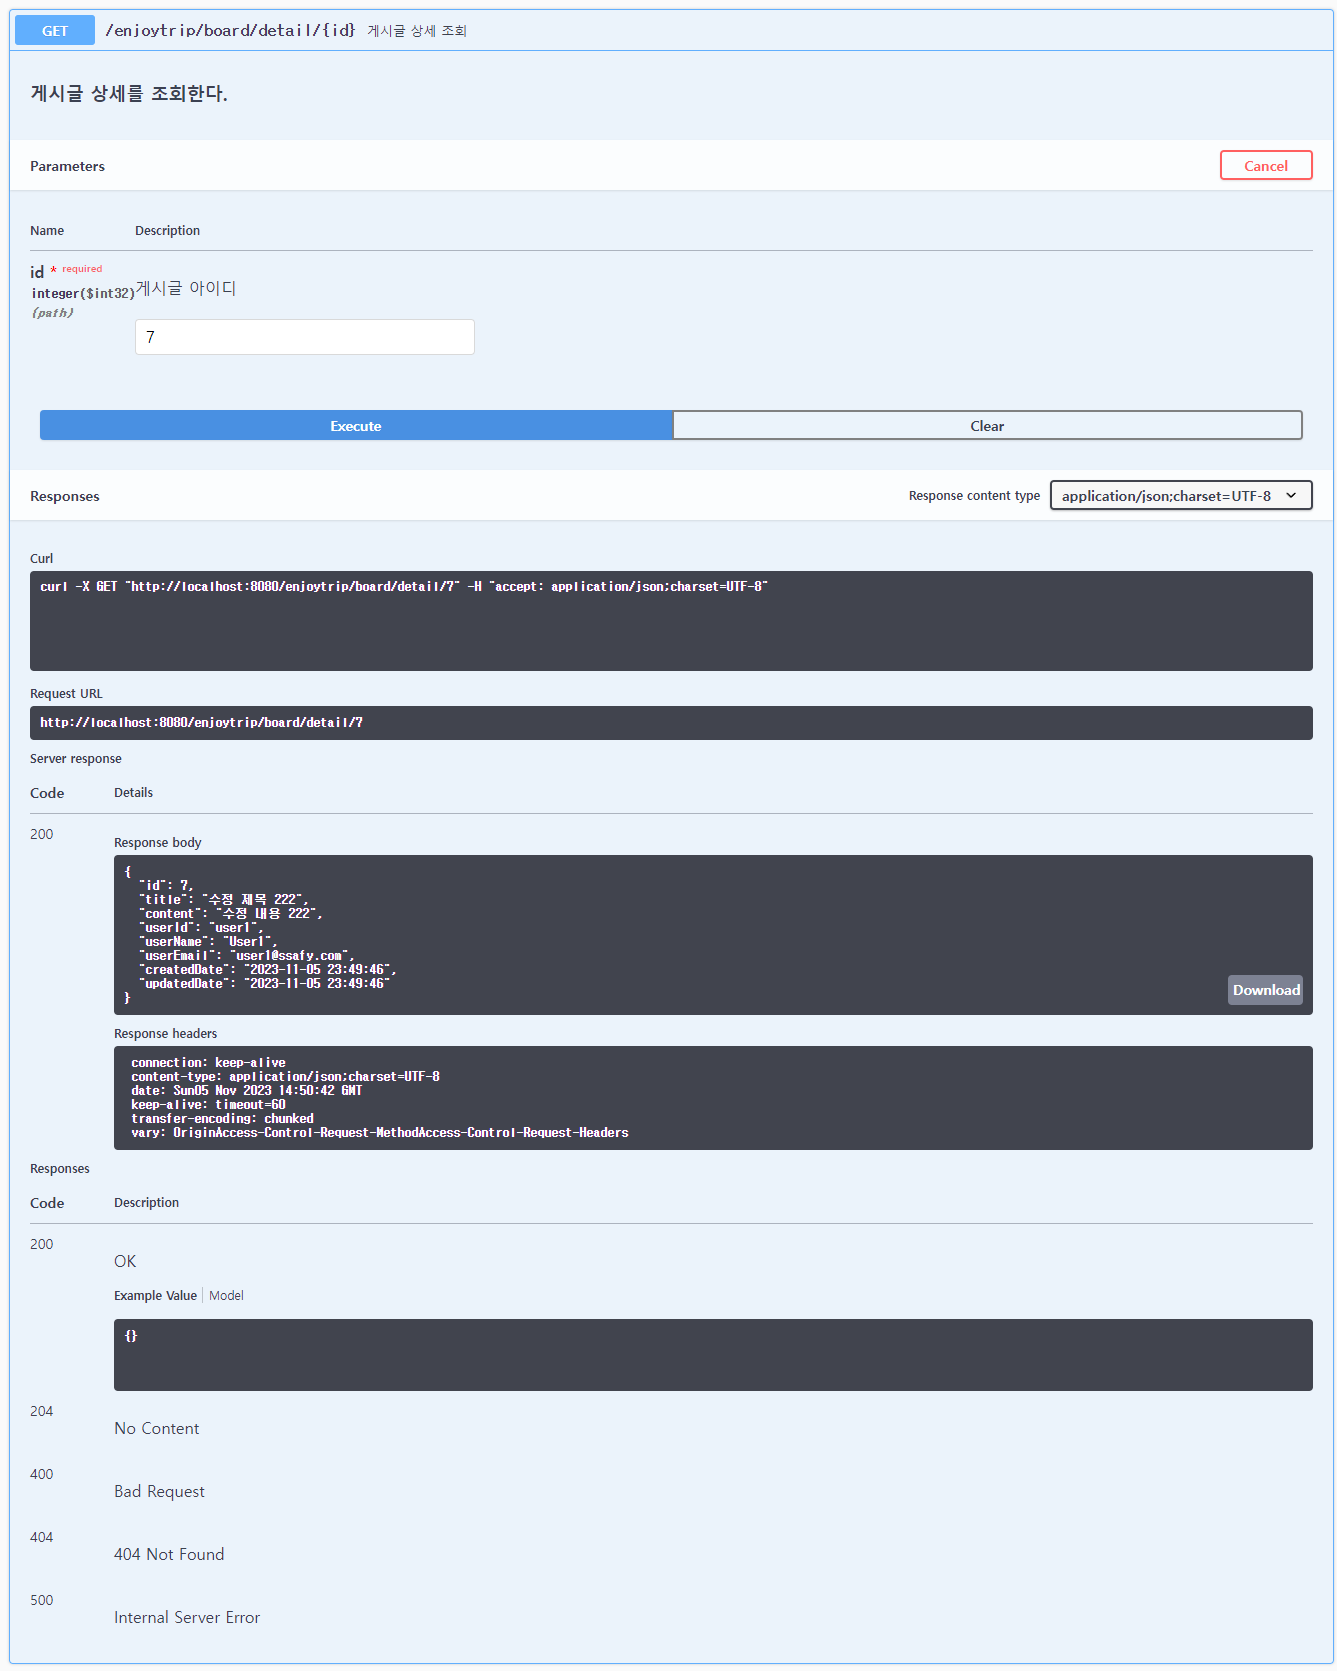 GET /enjoytrip/board/detail/{id} 게시글 상세 조회
게시글 상세를 조회한다.
Parameters
Cancel
Name Description
id * required
integer($int32)
(path)
게시글 아이디
7
Execute Clear
Responses
Response content type application/json;charset=UTF-8
Curl
curl -X GET "http://localhost:8080/enjoytrip/board/detail/7" -H "accept: application/json;charset=UTF-8"
Request URL
http://localhost:8080/enjoytrip/board/detail/7
Server response
Code Details
200
Response body
{
"id": 7,
"title": "수정 제목 222",
"content": "수정 내용 222",
"userId": "user1",
"userName": "User1",
"userEmail": "user1@ssafy.com",
"createdDate": "2023-11-05 23:49:46",
"updatedDate": "2023-11-05 23:49:46"
}
Download
Response headers
connection: keep-alive
content-type: application/json;charset=UTF-8
date: Sun05 Nov 2023 14:50:42 GMT
keep-alive: timeout=60
transfer-encoding: chunked
vary: OriginAccess-Control-Request-MethodAccess-Control-Request-Headers
Responses
Code Description
200
OK
Example Value Model
{}
204
No Content
400
Bad Request
404
404 Not Found
500
Internal Server Error